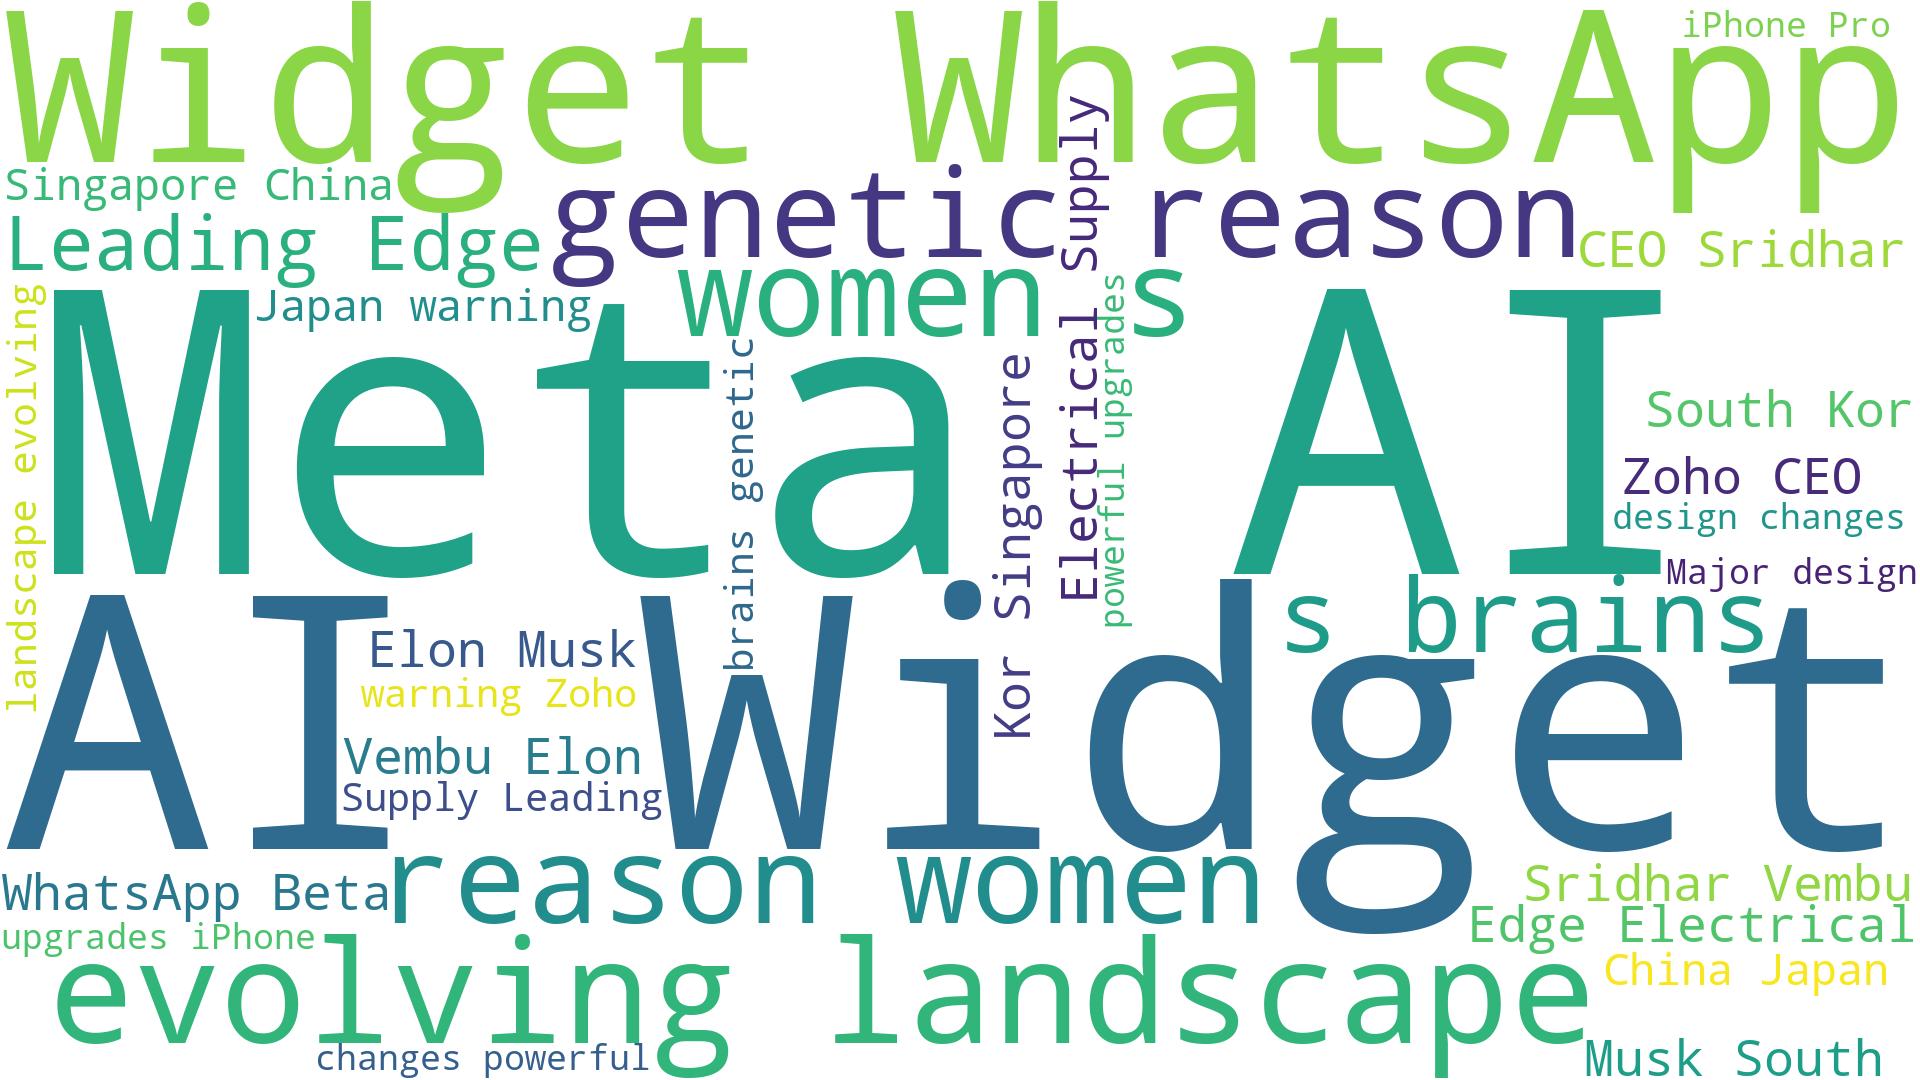 Widget WhatsApp
iPhone Pro
Singapore China
genetic reason
Electrical Supply
Leading Edge
CEO Sridhar
women s
Japan warning
landscape evolving
Meta AI
brains genetic
Kor Singapore
powerful upgrades
South Kor
Zoho CEO
design changes
Major design
AI Widget
s brains
Elon Musk
warning Zoho
Vembu Elon
Supply Leading
reason women
WhatsApp Beta
Sridhar Vembu
upgrades iPhone
Edge Electrical
evolving landscape
China Japan
changes powerful
Musk South